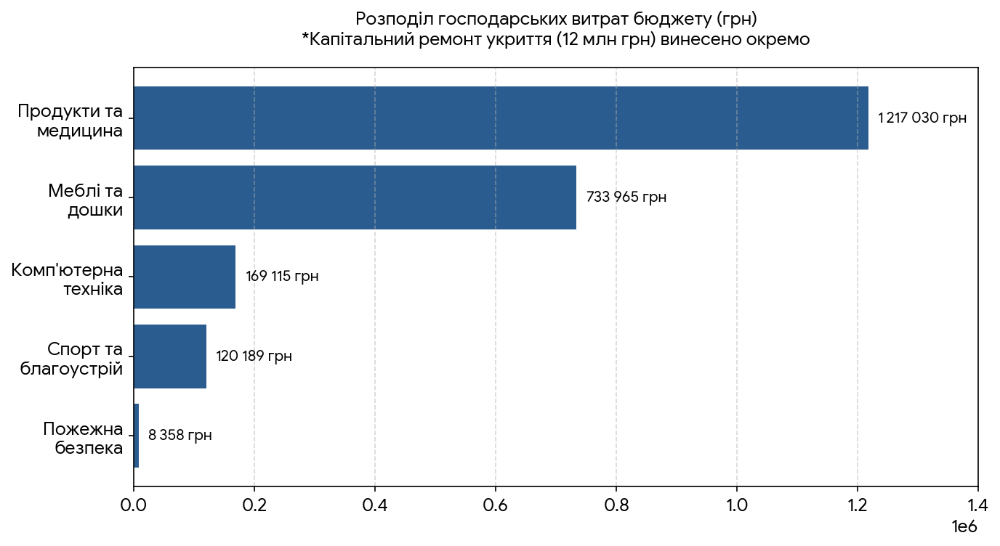 Розподіл господарських витрат бюджету (грн)
*Капітальний ремонт укриття (12 млн грн) винесено окремо
Продукти та
медицина
1 217 030 грн
Меблі та
дошки
733 965 грн
Комп'ютерна
техніка
169 115 грн
Спорт та
благоустрій
120 189 грн
Пожежна
безпека
8 358 грн
0.0 0.2 0.4 0.6 0.8 1.0 1.2 1.4
1e6